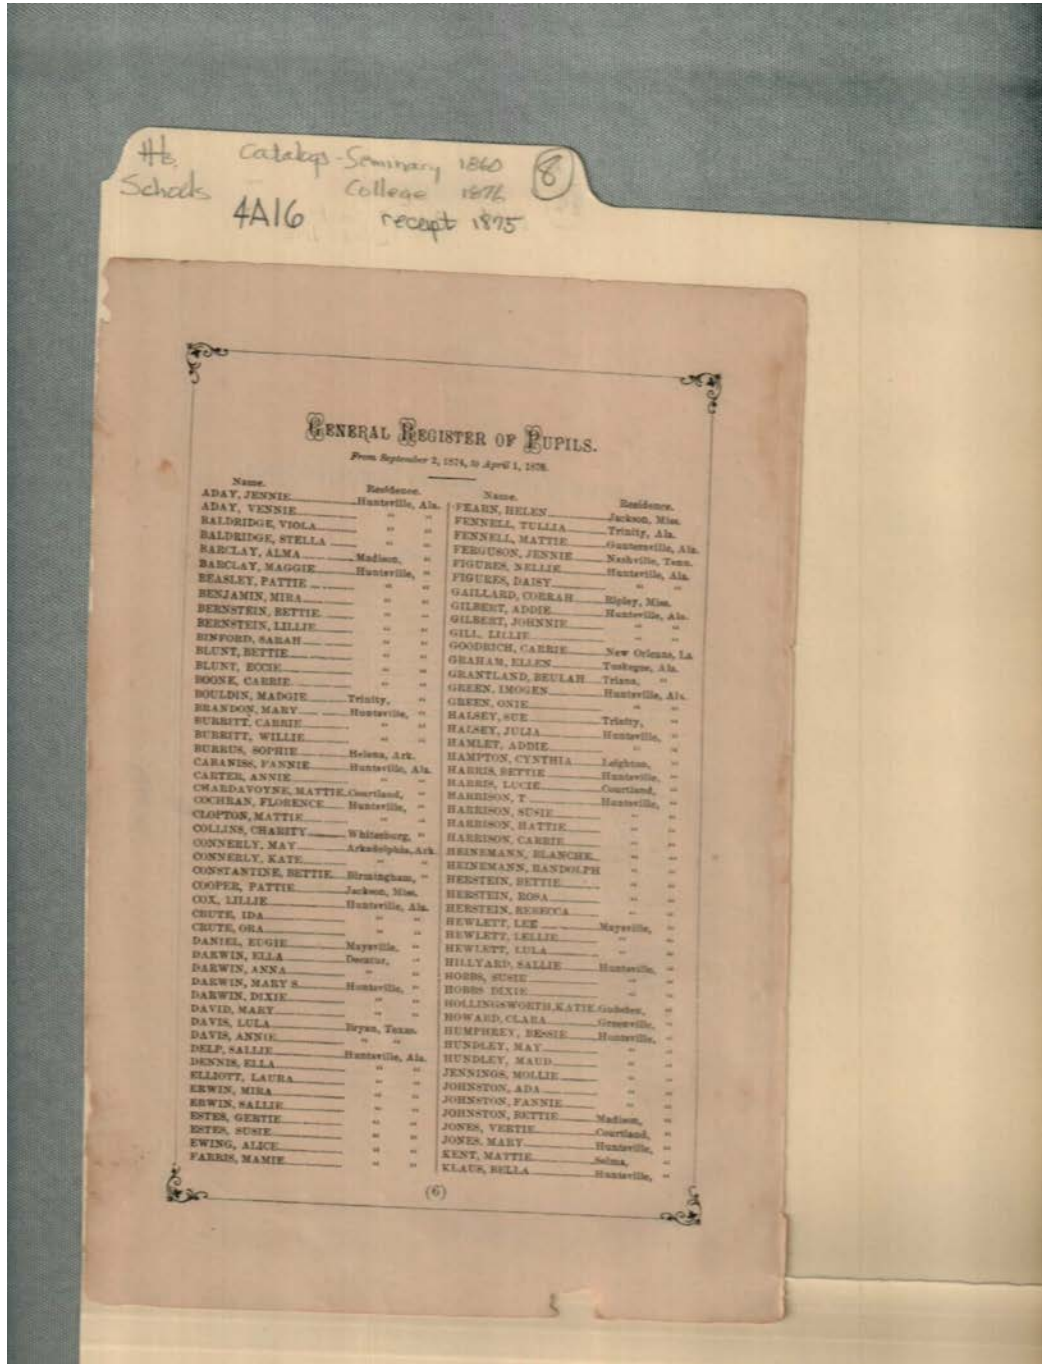 Hs. Catalogs - Seminary 1860 8
Schools College 1876
4A16 receipt 1875
GENERAL REGISTER OF PUPILS.
From September 2, 1874, to April 1, 1876.
Name. Residence.
ADAY, JENNIE Huntsville, Ala.
ADAY, VENNIE " "
BALDRIDGE, VIOLA " "
BALDRIDGE, STELLA " "
BARCLAY, ALMA Madison, "
BARCLAY, MAGGIE Huntsville, "
BEASLEY, PATTIE " "
BENJAMIN, MIRA " "
BERNSTEIN, BETTIE " "
BERNSTEIN, LILLIE " "
BINFORD, SARAH " "
BLUNT, BETTIE " "
BLUNT, ECCIE " "
BOONE, CARRIE " "
BOULDIN, MADGIE Trinity, "
BRANDON, MARY Huntsville, "
BURRITT, CARRIE " "
BURRITT, WILLIE " "
BURRUS, SOPHIE Helena, Ark.
CABANISS, FANNIE Huntsville, Ala.
CARTER, ANNIE " "
CHARDAVOYNE, MATTIE Courtland, "
COCHRAN, FLORENCE Huntsville, "
CLOPTON, MATTIE " "
COLLINS, CHARITY Whitesburg, "
CONNERLY, MAY Arkadelphia, Ark.
CONNERLY, KATE " "
CONSTANTINE, BETTIE Birmingham, "
COOPER, PATTIE Jackson, Miss.
COX, LILLIE Huntsville, Ala.
CRUTE, IDA " "
CRUTE, ORA " "
DANIEL, EUGIE Maysville, "
DARWIN, ELLA Decatur, "
DARWIN, ANNA " "
DARWIN, MARY S. Huntsville, "
DARWIN, DIXIE " "
DAVID, MARY " "
DAVIS, LULA Bryan, Texas.
DAVIS, ANNIE " "
DELP, SALLIE Huntsville, Ala.
DENNIS, ELLA " "
ELLIOTT, LAURA " "
ERWIN, MIRA " "
ERWIN, SALLIE " "
ESTES, GERTIE " "
ESTES, SUSIE " "
EWING, ALICE " "
FARRIS, MAMIE " "
Name. Residence.
FEARN, HELEN Jackson, Miss.
FENNELL, TULLIA Trinity, Ala.
FENNELL, MATTIE Guntersville, Ala.
FERGUSON, JENNIE Nashville, Tenn.
FIGURES, NELLIE Huntsville, Ala.
FIGURES, DAISY " "
GAILLARD, CORRAH Ripley, Miss.
GILBERT, ADDIE Huntsville, Ala.
GILBERT, JOHNNIE " "
GILL, LILLIE " "
GOODRICH, CARRIE New Orleans, La
GRAHAM, ELLEN Tuskegee, Ala.
GRANTLAND, BEULAH Triana, "
GREEN, IMOGEN Huntsville, Ala.
GREEN, ONIE " "
HALSEY, SUE Trinity, "
HALSEY, JULIA Huntsville, "
HAMLET, ADDIE " "
HAMPTON, CYNTHIA Leighton, "
HARRIS, BETTIE Huntsville, "
HARRIS, LUCIE Courtland, "
HARRISON, T. Huntsville, "
HARRISON, SUSIE " "
HARRISON, HATTIE " "
HARRISON, CARRIE " "
HEINEMANN, BLANCHE " "
HEINEMANN, RANDOLPH " "
HERSTEIN, BETTIE " "
HERSTEIN, ROSA " "
HERSTEIN, REBECCA " "
HEWLETT, LEE Maysville, "
HEWLETT, LELLIE " "
HEWLETT, LULA " "
HILLYARD, SALLIE Huntsville, "
HOBBS, SUSIE " "
HOBBS DIXIE " "
HOLLINGSWORTH, KATIE Gadsden, "
HOWARD, CLARA Greenville, "
HUMPHREY, BESSIE Huntsville, "
HUNDLEY, MAY " "
HUNDLEY, MAUD " "
JENNINGS, MOLLIE " "
JOHNSTON, ADA " "
JOHNSTON, FANNIE " "
JOHNSTON, BETTIE Madison, "
JONES, VERTIE Courtland, "
JONES, MARY Huntsville, "
KENT, MATTIE Selma, "
KLAUS, BELLA Huntsville, "
(6)